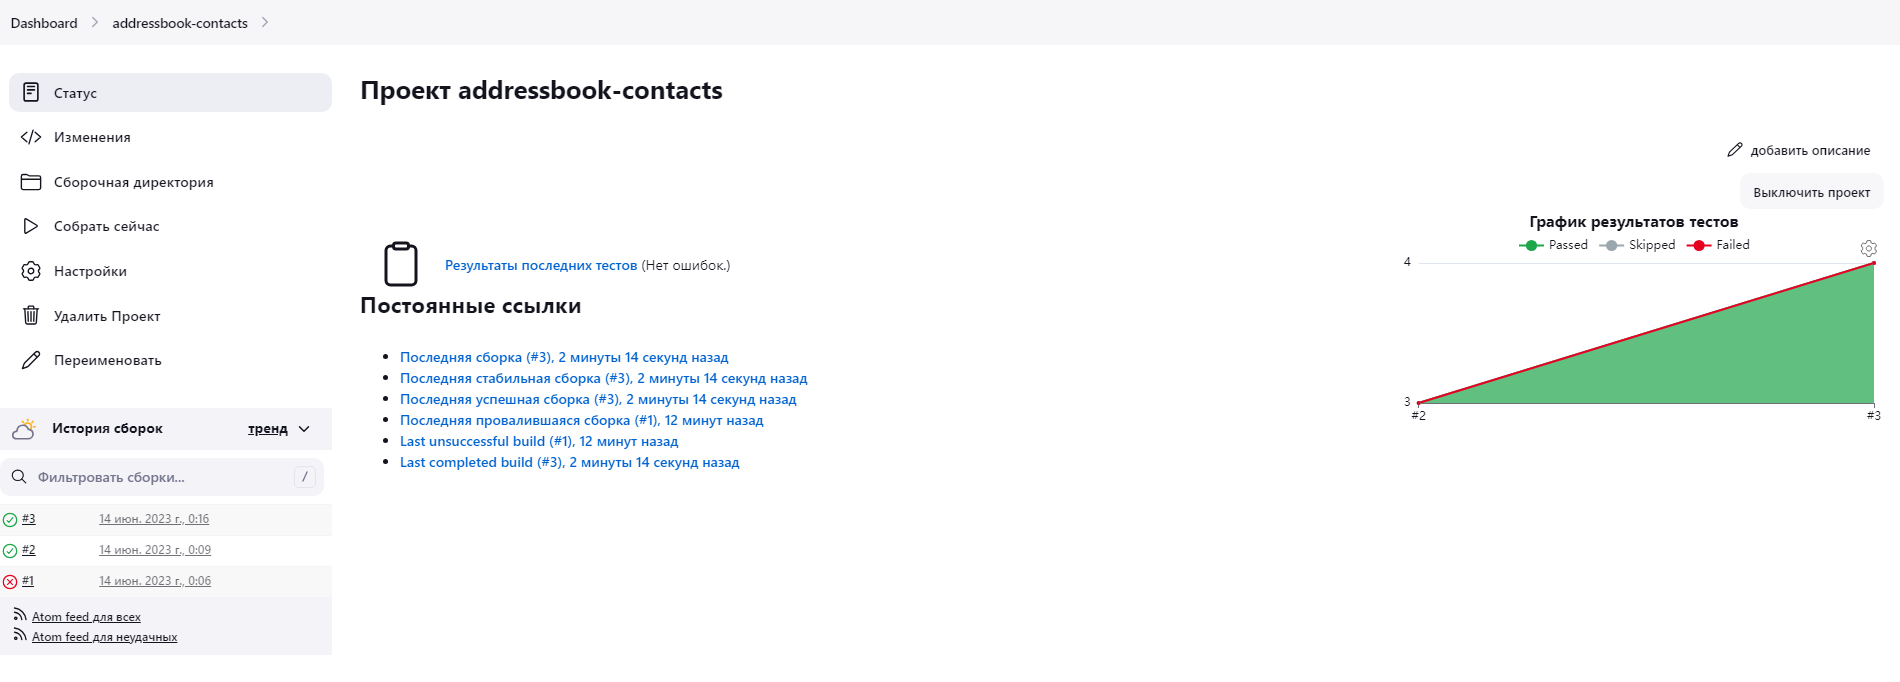 Dashboard
addressbook-contacts
Статус
Изменения
Сборочная директория
Собрать сейчас
Настройки
Удалить Проект
Переименовать
История сборок
тренд
Фильтровать сборки...
/
#3
14 июн. 2023 г., 0:16
#2
14 июн. 2023 г., 0:09
#1
14 июн. 2023 г., 0:06
Atom feed для всех
Atom feed для неудачных
Проект addressbook-contacts
добавить описание
Выключить проект
Результаты последних тестов (Нет ошибок.)
Постоянные ссылки
Последняя сборка (#3), 2 минуты 14 секунд назад
Последняя стабильная сборка (#3), 2 минуты 14 секунд назад
Последняя успешная сборка (#3), 2 минуты 14 секунд назад
Последняя провалившаяся сборка (#1), 12 минут назад
Last unsuccessful build (#1), 12 минут назад
Last completed build (#3), 2 минуты 14 секунд назад
График результатов тестов
Passed
Skipped
Failed
4
3
#2
#3